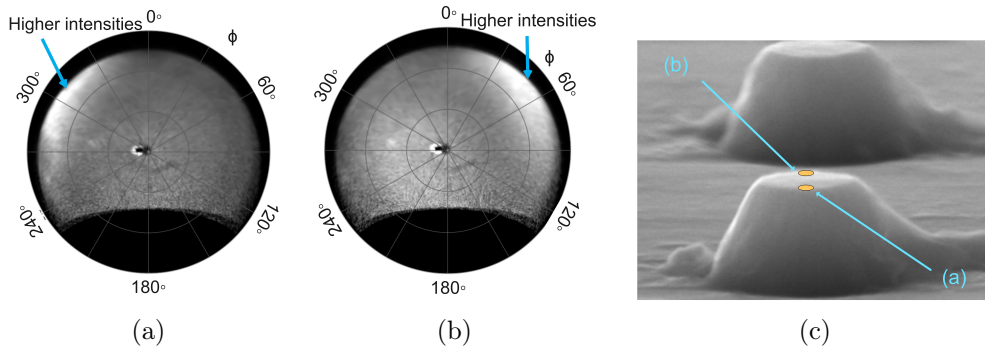 Higher intensities
0°
ϕ
60°
120°
180°
240°
300°
(a)
0°
Higher intensities
ϕ
60°
120°
180°
240°
300°
(b)
(b)
(a)
(c)